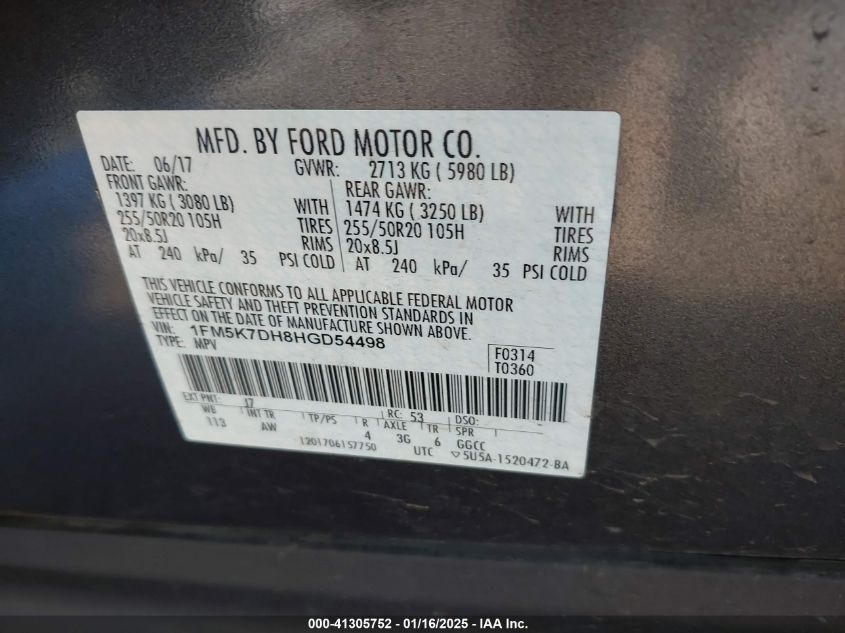 MFD. BY FORD MOTOR CO.
DATE: 06/17 GVWR: 2713 KG ( 5980 LB)
FRONT GAWR: REAR GAWR:
1397 KG ( 3080 LB) WITH 1474 KG ( 3250 LB) WITH
255/50R20 105H TIRES 255/50R20 105H TIRES
20x8.5J RIMS 20x8.5J RIMS
AT 240 kPa/ 35 PSI COLD AT 240 kPa/ 35 PSI COLD
THIS VEHICLE CONFORMS TO ALL APPLICABLE FEDERAL MOTOR
VEHICLE SAFETY AND THEFT PREVENTION STANDARDS IN
EFFECT ON THE DATE OF MANUFACTURE SHOWN ABOVE.
VIN: 1FM5K7DH8HGD54498
TYPE: MPV
F0314
T0360
EXT PNT: J7 RC: 53 DSO:
WB INT TR TP/PS R AXLE TR SPR
113 AW 4 3G 6 GGCC
1201706157750 UTC ▽5U5A-1520472-BA
000-41305752 - 01/16/2025 - IAA Inc.